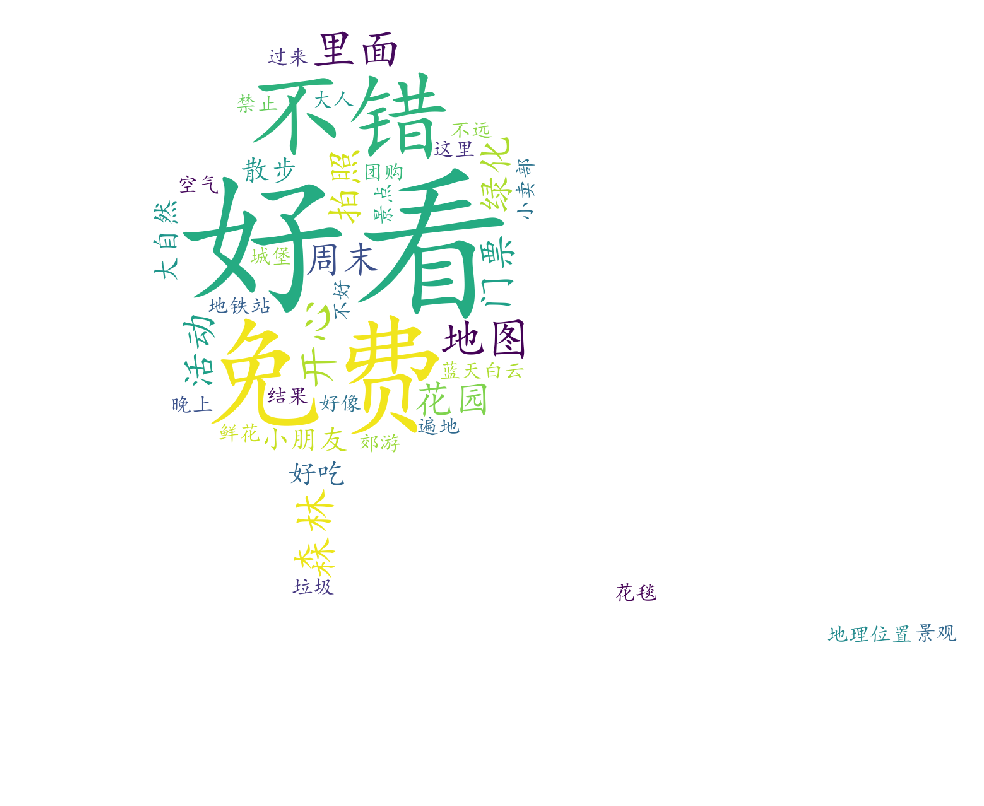 过来
里面
不错
禁止
大人
不远
这里
绿化
小卖部
散步
拍照
团购
景点
空气
大自然
好看
城堡
周末
门票
不好
地铁站
活动
开心
免费
地图
蓝天白云
结果
好像
花园
晚上
遍地
鲜花
小朋友
郊游
好吃
森林
垃圾
花毯
地理位置
景观